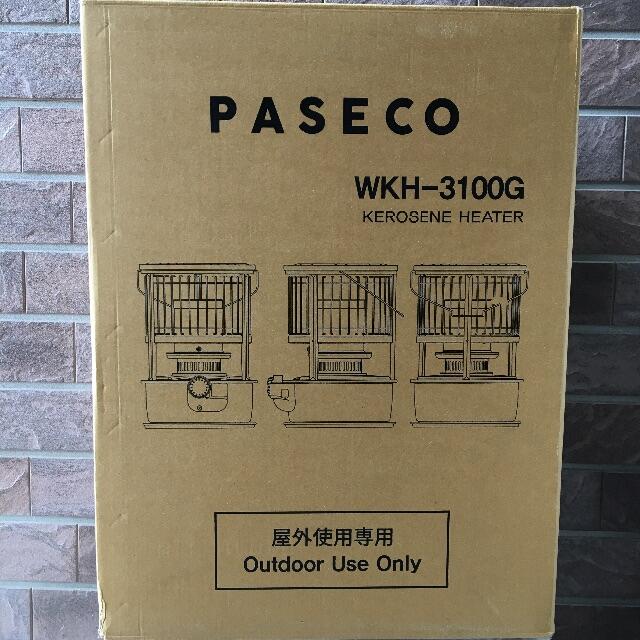 PASECO
WKH-3100G
KEROSENE HEATER
屋外使用専用
Outdoor Use Only